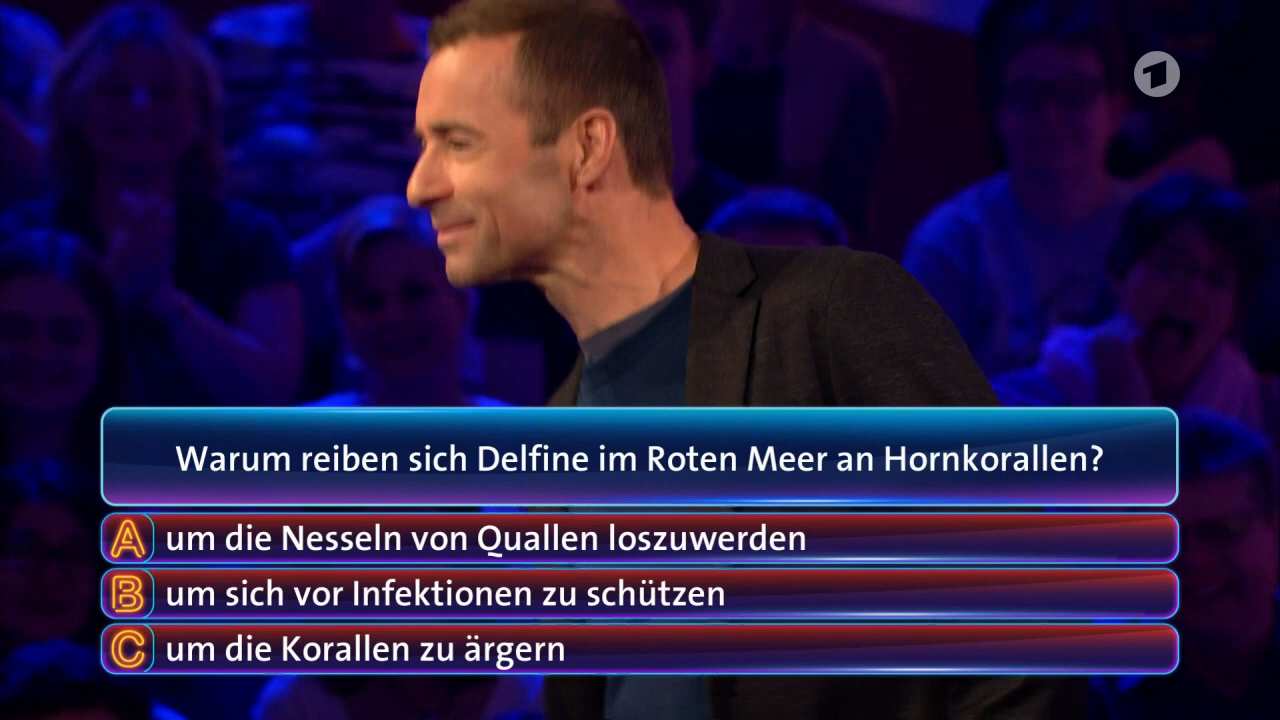 1
Warum reiben sich Delfine im Roten Meer an Hornkorallen?
A um die Nesseln von Quallen loszuwerden
B um sich vor Infektionen zu schützen
C um die Korallen zu ärgern